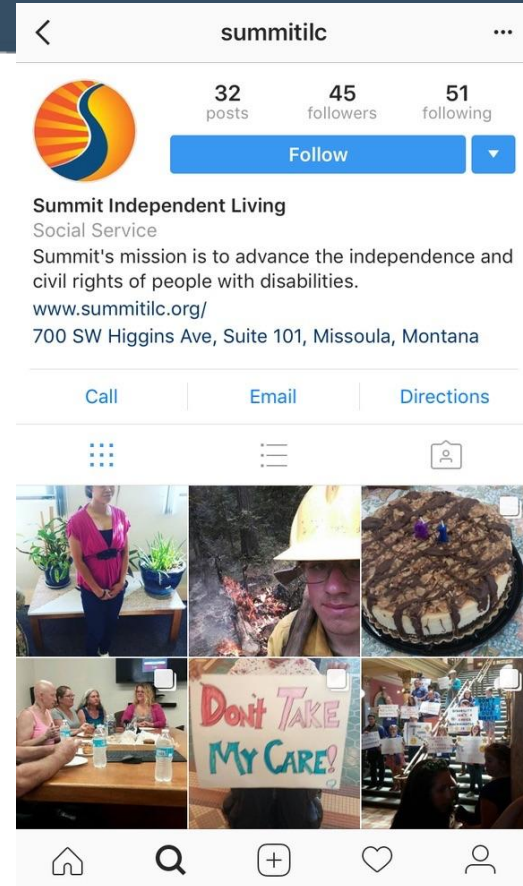 summitilc
32 45 51
posts followers following
Follow
Summit Independent Living
Social Service
Summit's mission is to advance the independence and
civil rights of people with disabilities.
www.summitilc.org/
700 SW Higgins Ave, Suite 101, Missoula, Montana
Call Email Directions
DON'T TAKE
MY CARE!